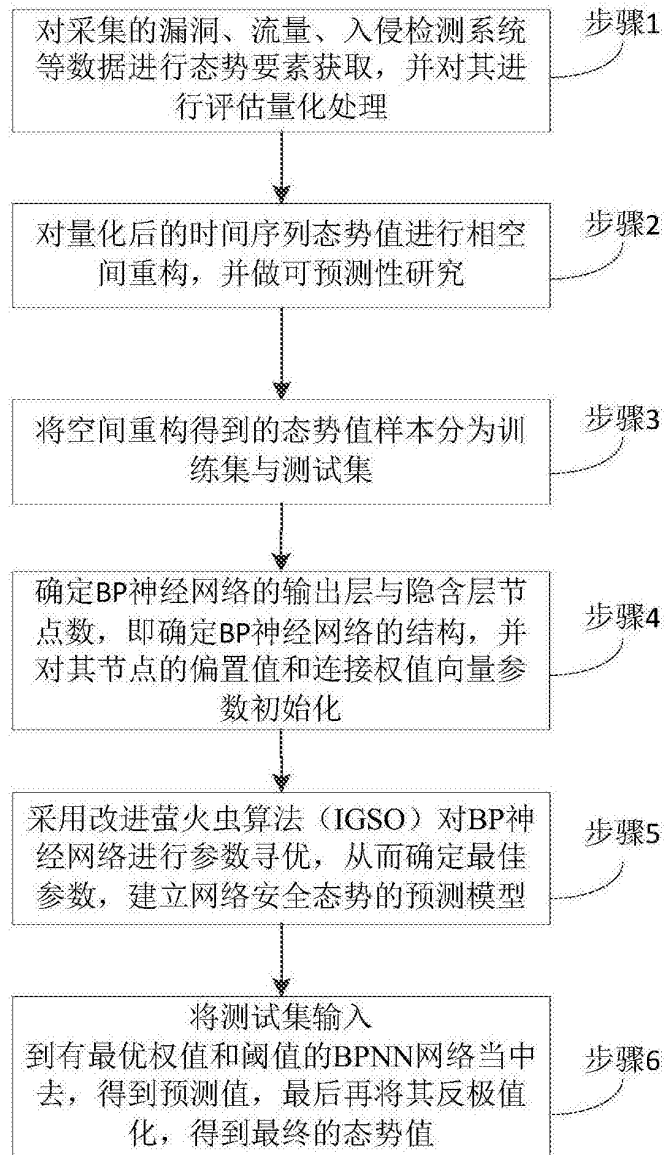 对采集的漏洞、流量、入侵检测系统
等数据进行态势要素获取，并对其进
行评估量化处理
步骤1
对量化后的时间序列态势值进行相空
间重构，并做可预测性研究
步骤2
将空间重构得到的态势值样本分为训
练集与测试集
步骤3
确定BP神经网络的输出层与隐含层节
点数，即确定BP神经网络的结构，并
对其节点的偏置值和连接权值向量参
数初始化
步骤4
采用改进萤火虫算法（IGSO）对BP神
经网络进行参数寻优，从而确定最佳
参数，建立网络安全态势的预测模型
步骤5
将测试集输入
到有最优权值和阈值的BPNN网络当中
去，得到预测值，最后再将其反极值
化，得到最终的态势值
步骤6